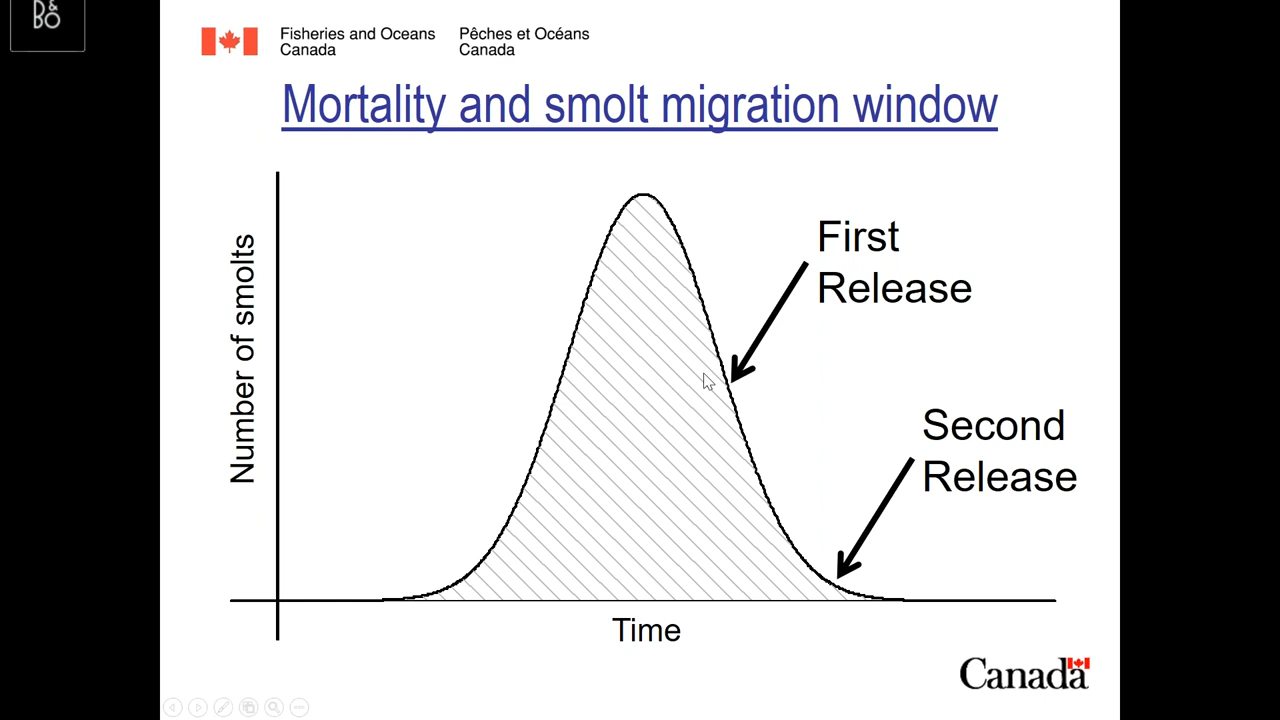 B&
BO
Fisheries and Oceans Pêches et Océans
Canada Canada
Mortality and smolt migration window
First
Release
Number of smolts
Second
Release
Time
Canada